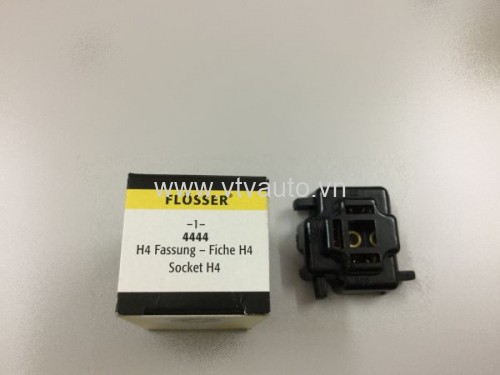 www.vtvauto.vn
FLÖSSER®
–1–
4444
H4 Fassung – Fiche H4
Socket H4